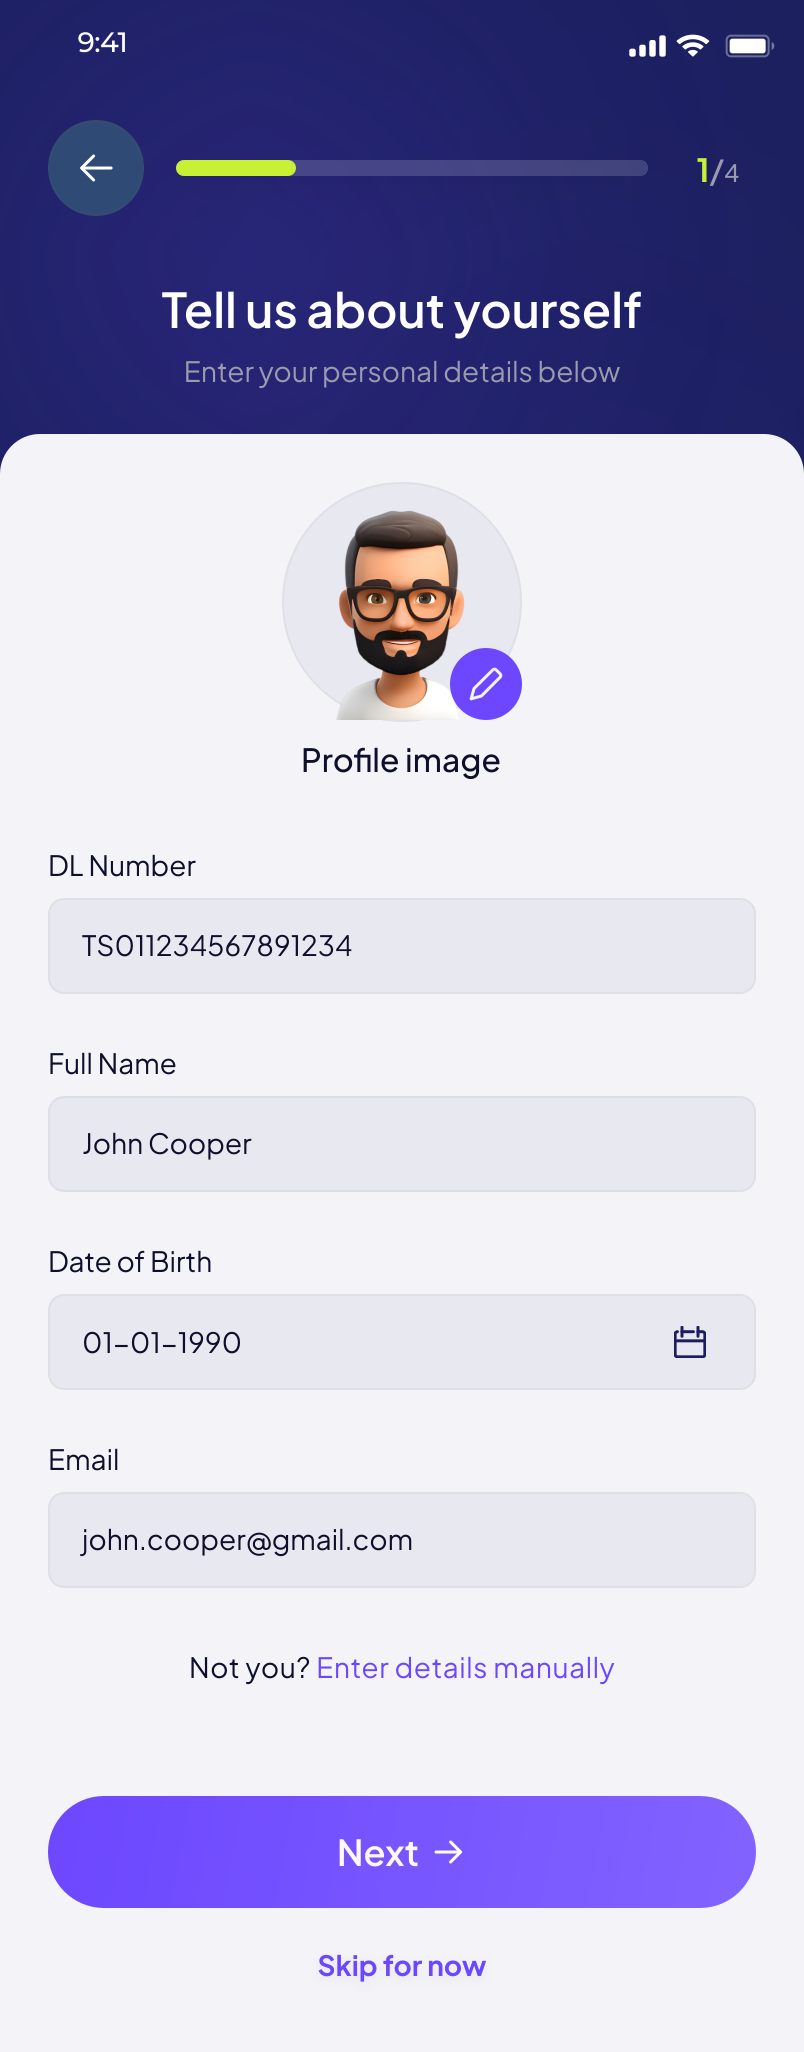 9:41
1/4
Tell us about yourself
Enter your personal details below
Profile image
DL Number
TS011234567891234
Full Name
John Cooper
Date of Birth
01-01-1990
Email
john.cooper@gmail.com
Not you? Enter details manually
Next →
Skip for now